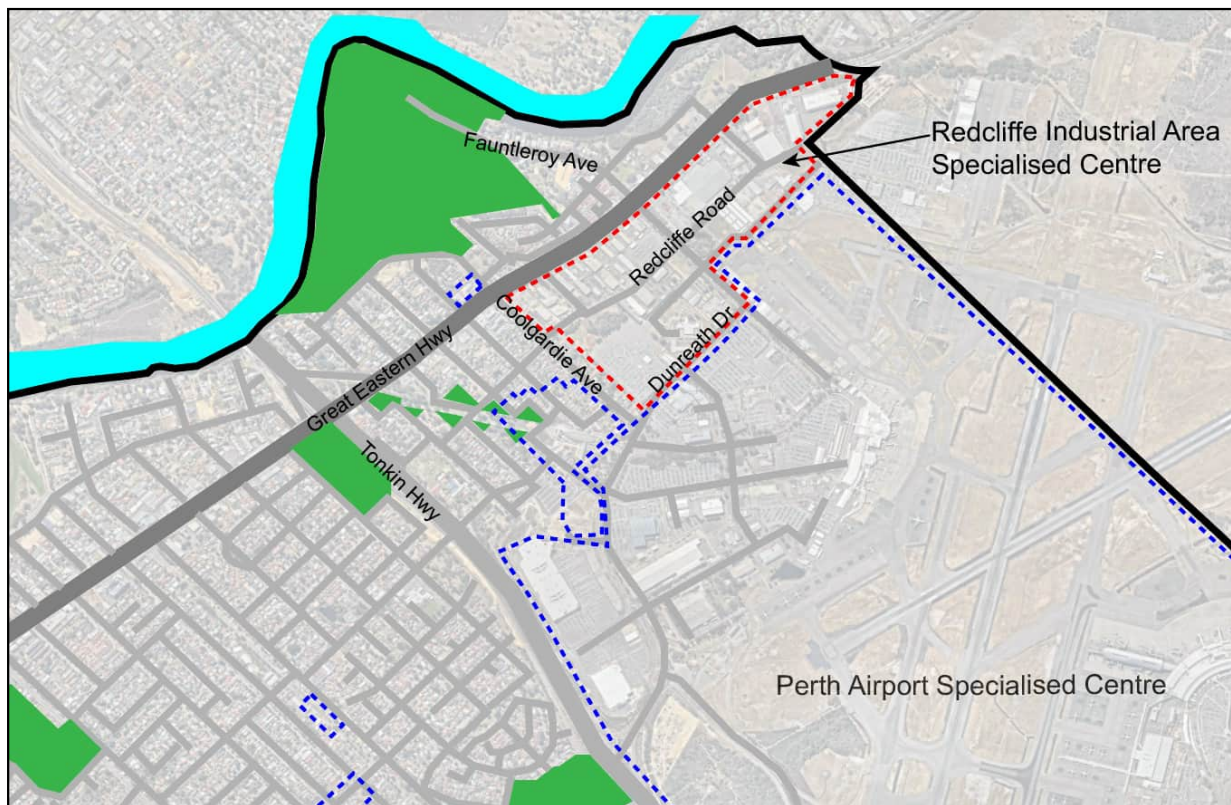 Fauntleroy Ave
Redcliffe Industrial Area
Specialised Centre
Redcliffe Road
Coolgardie Ave
Dunreath Dr
Great Eastern Hwy
Tonkin Hwy
Perth Airport Specialised Centre